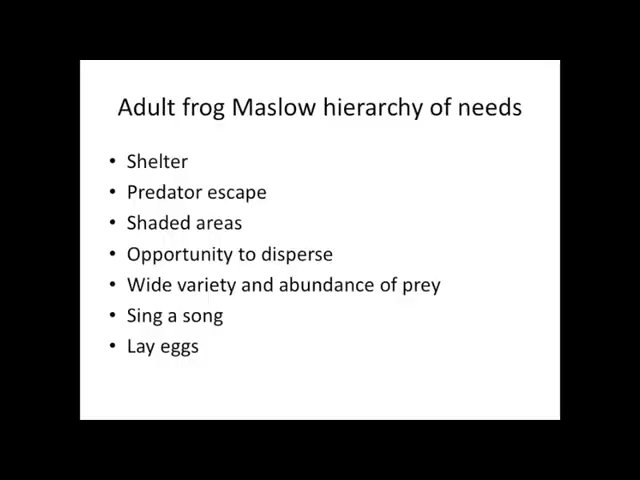 Adult frog Maslow hierarchy of needs
• Shelter
• Predator escape
• Shaded areas
• Opportunity to disperse
• Wide variety and abundance of prey
• Sing a song
• Lay eggs